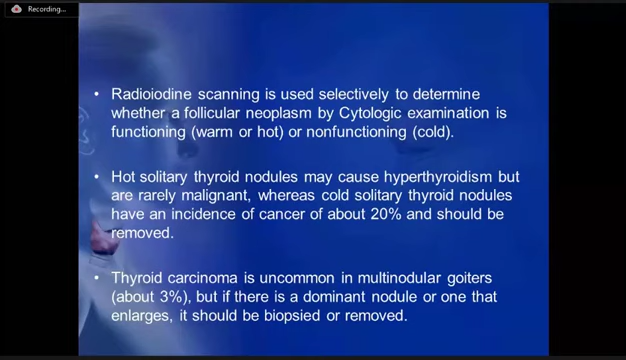 Recording...
• Radioiodine scanning is used selectively to determine
whether a follicular neoplasm by Cytologic examination is
functioning (warm or hot) or nonfunctioning (cold).
• Hot solitary thyroid nodules may cause hyperthyroidism but
are rarely malignant, whereas cold solitary thyroid nodules
have an incidence of cancer of about 20% and should be
removed.
• Thyroid carcinoma is uncommon in multinodular goiters
(about 3%), but if there is a dominant nodule or one that
enlarges, it should be biopsied or removed.